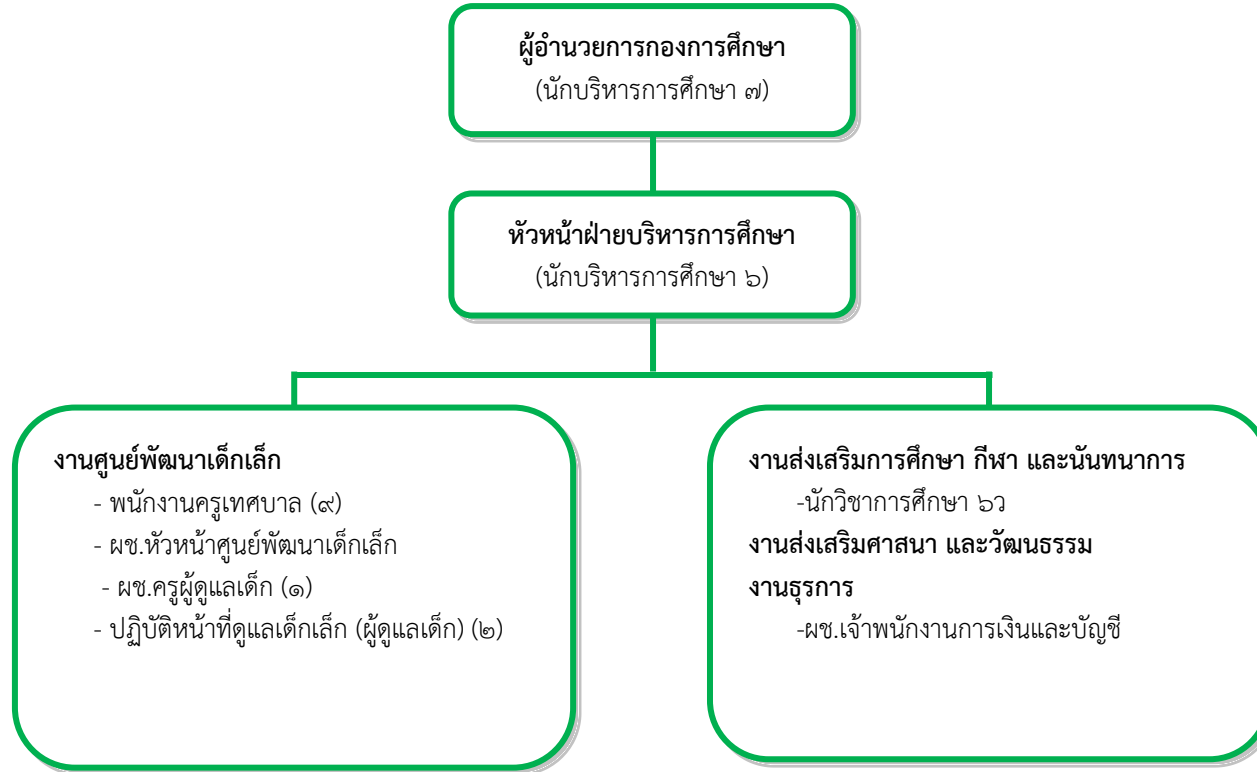 ผู้อำนวยการกองการศึกษา
(นักบริหารการศึกษา ๗)
หัวหน้าฝ่ายบริหารการศึกษา
(นักบริหารการศึกษา ๖)
งานศูนย์พัฒนาเด็กเล็ก
- พนักงานครูเทศบาล (๙)
- ผช.หัวหน้าศูนย์พัฒนาเด็กเล็ก
- ผช.ครูผู้ดูแลเด็ก (๑)
- ปฏิบัติหน้าที่ดูแลเด็กเล็ก (ผู้ดูแลเด็ก) (๒)
งานส่งเสริมการศึกษา กีฬา และนันทนาการ
-นักวิชาการศึกษา ๖ว
งานส่งเสริมศาสนา และวัฒนธรรม
งานธุรการ
-ผช.เจ้าพนักงานการเงินและบัญชี